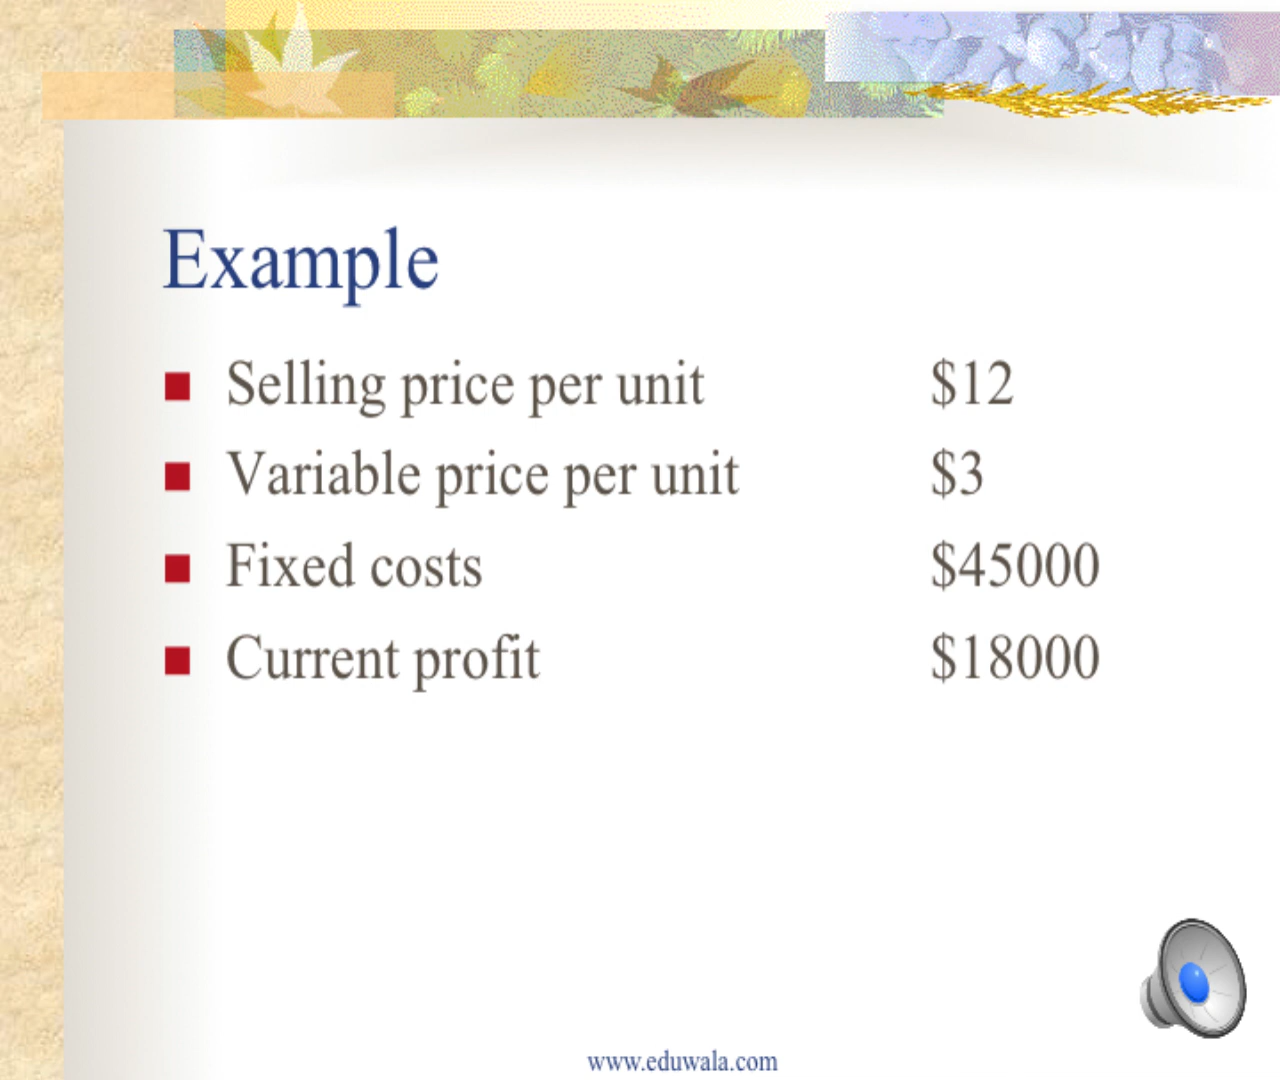 Example
Selling price per unit $12
Variable price per unit $3
Fixed costs $45000
Current profit $18000
www.eduwala.com